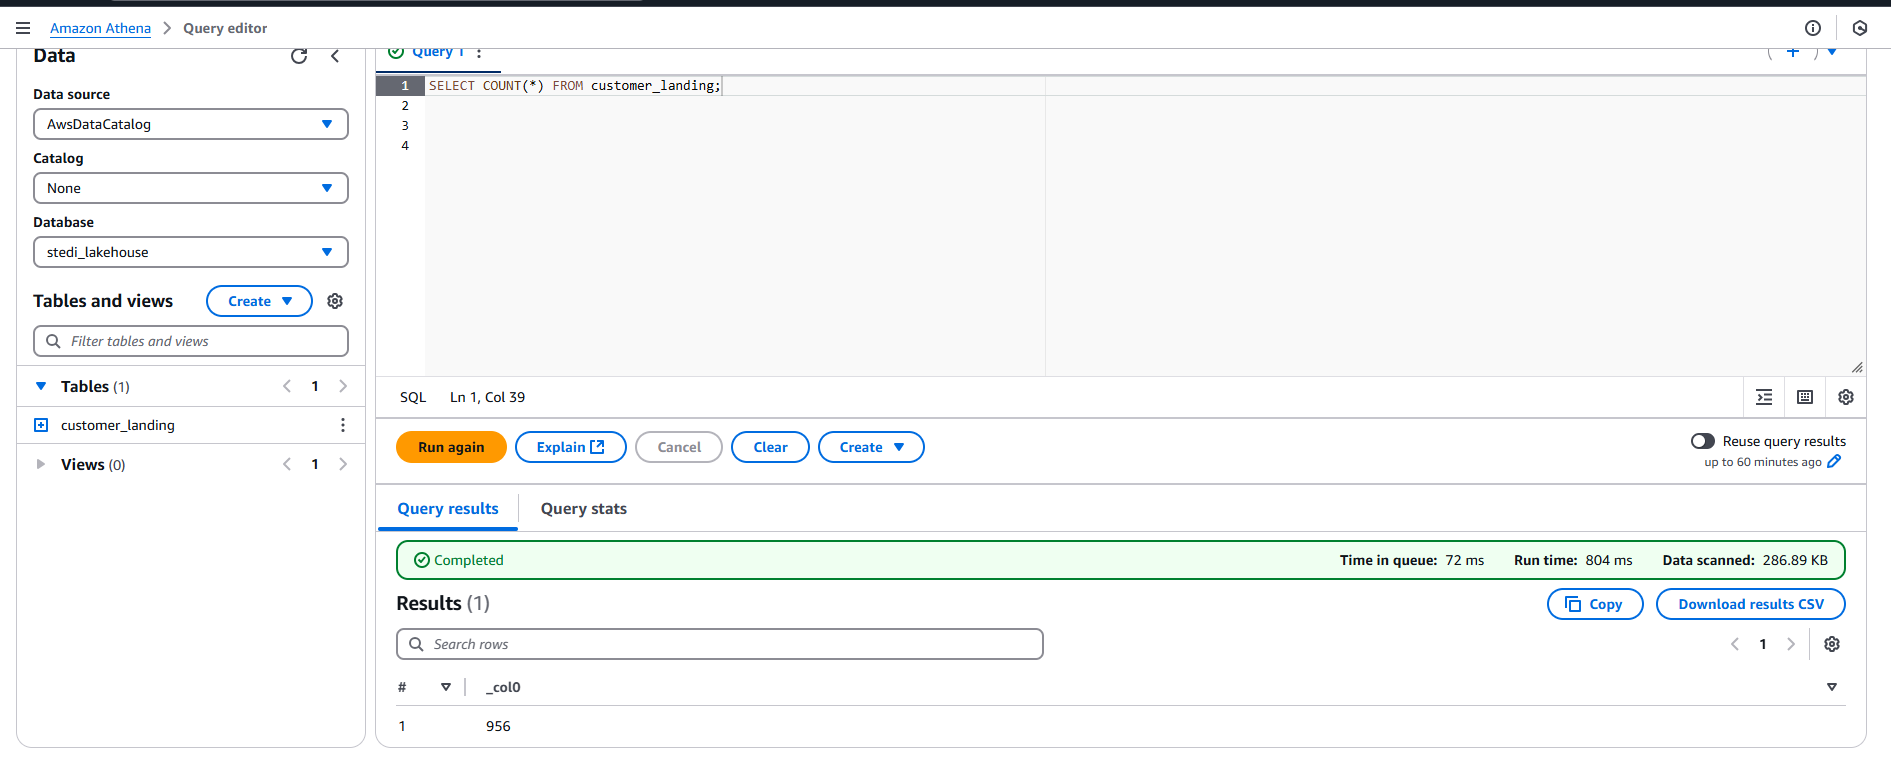 Amazon Athena > Query editor
Data
Data source
AwsDataCatalog
Catalog
None
Database
stedi_lakehouse
Tables and views
Create
Filter tables and views
Tables (1)
1
customer_landing
Views (0)
1
Query 1
1 SELECT COUNT(*) FROM customer_landing;
2
3
4
SQL Ln 1, Col 39
Run again
Explain
Cancel
Clear
Create
Reuse query results
up to 60 minutes ago
Query results
Query stats
Completed
Time in queue: 72 ms
Run time: 804 ms
Data scanned: 286.89 KB
Results (1)
Copy
Download results CSV
Search rows
1
# _col0
1 956